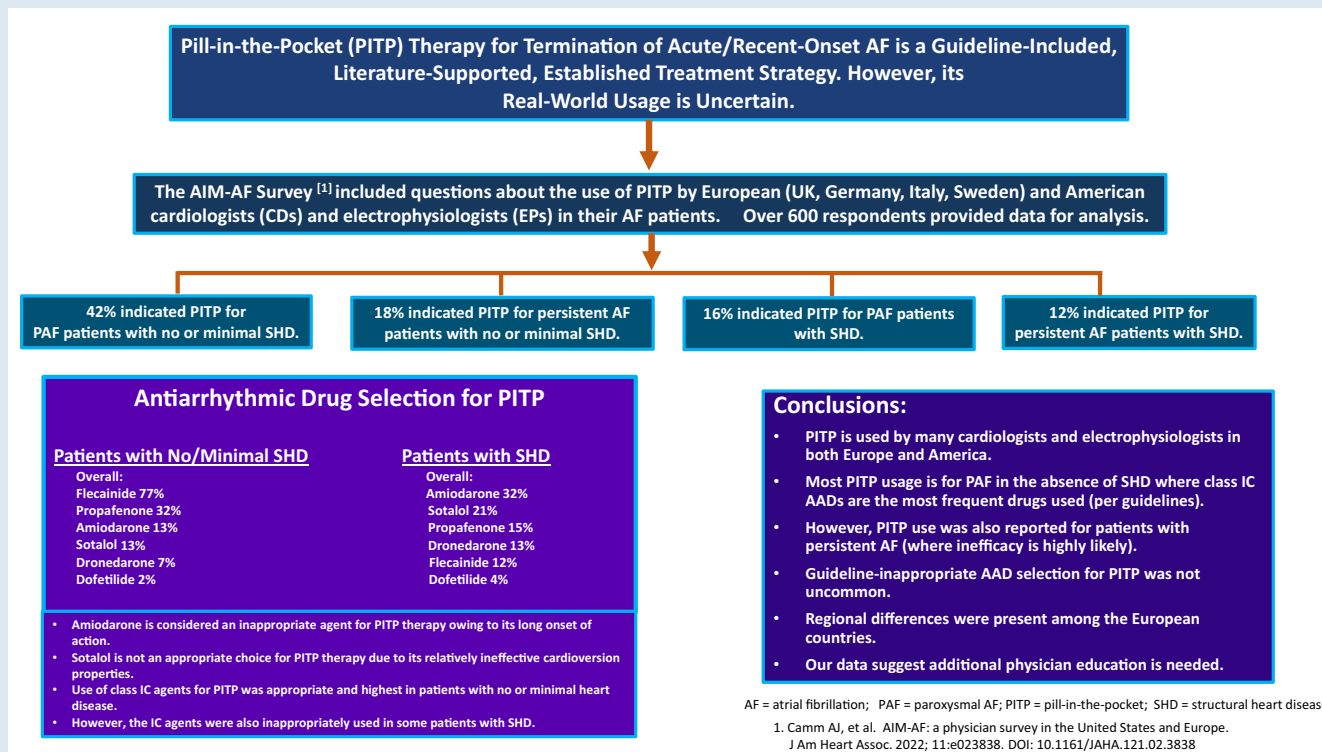 Pill-in-the-Pocket (PITP) Therapy for Termination of Acute/Recent-Onset AF is a Guideline-Included,
Literature-Supported, Established Treatment Strategy. However, its
Real-World Usage is Uncertain.
The AIM-AF Survey [1] included questions about the use of PITP by European (UK, Germany, Italy, Sweden) and American
cardiologists (CDs) and electrophysiologists (EPs) in their AF patients. Over 600 respondents provided data for analysis.
42% indicated PITP for
PAF patients with no or minimal SHD.
18% indicated PITP for persistent AF
patients with no or minimal SHD.
16% indicated PITP for PAF patients
with SHD.
12% indicated PITP for
persistent AF patients with SHD.
Antiarrhythmic Drug Selection for PITP
Patients with No/Minimal SHD
Overall:
Flecainide 77%
Propafenone 32%
Amiodarone 13%
Sotalol 13%
Dronedarone 7%
Dofetilide 2%
Patients with SHD
Overall:
Amiodarone 32%
Sotalol 21%
Propafenone 15%
Dronedarone 13%
Flecainide 12%
Dofetilide 4%
• Amiodarone is considered an inappropriate agent for PITP therapy owing to its long onset of
action.
• Sotalol is not an appropriate choice for PITP therapy due to its relatively ineffective cardioversion
properties.
• Use of class IC agents for PITP was appropriate and highest in patients with no or minimal heart
disease.
• However, the IC agents were also inappropriately used in some patients with SHD.
Conclusions:
• PITP is used by many cardiologists and electrophysiologists in
both Europe and America.
• Most PITP usage is for PAF in the absence of SHD where class IC
AADs are the most frequent drugs used (per guidelines).
• However, PITP use was also reported for patients with
persistent AF (where inefficacy is highly likely).
• Guideline-inappropriate AAD selection for PITP was not
uncommon.
• Regional differences were present among the European
countries.
• Our data suggest additional physician education is needed.
AF = atrial fibrillation; PAF = paroxysmal AF; PITP = pill-in-the-pocket; SHD = structural heart diseas
1. Camm AJ, et al. AIM-AF: a physician survey in the United States and Europe.
J Am Heart Assoc. 2022; 11:e023838. DOI: 10.1161/JAHA.121.02.3838